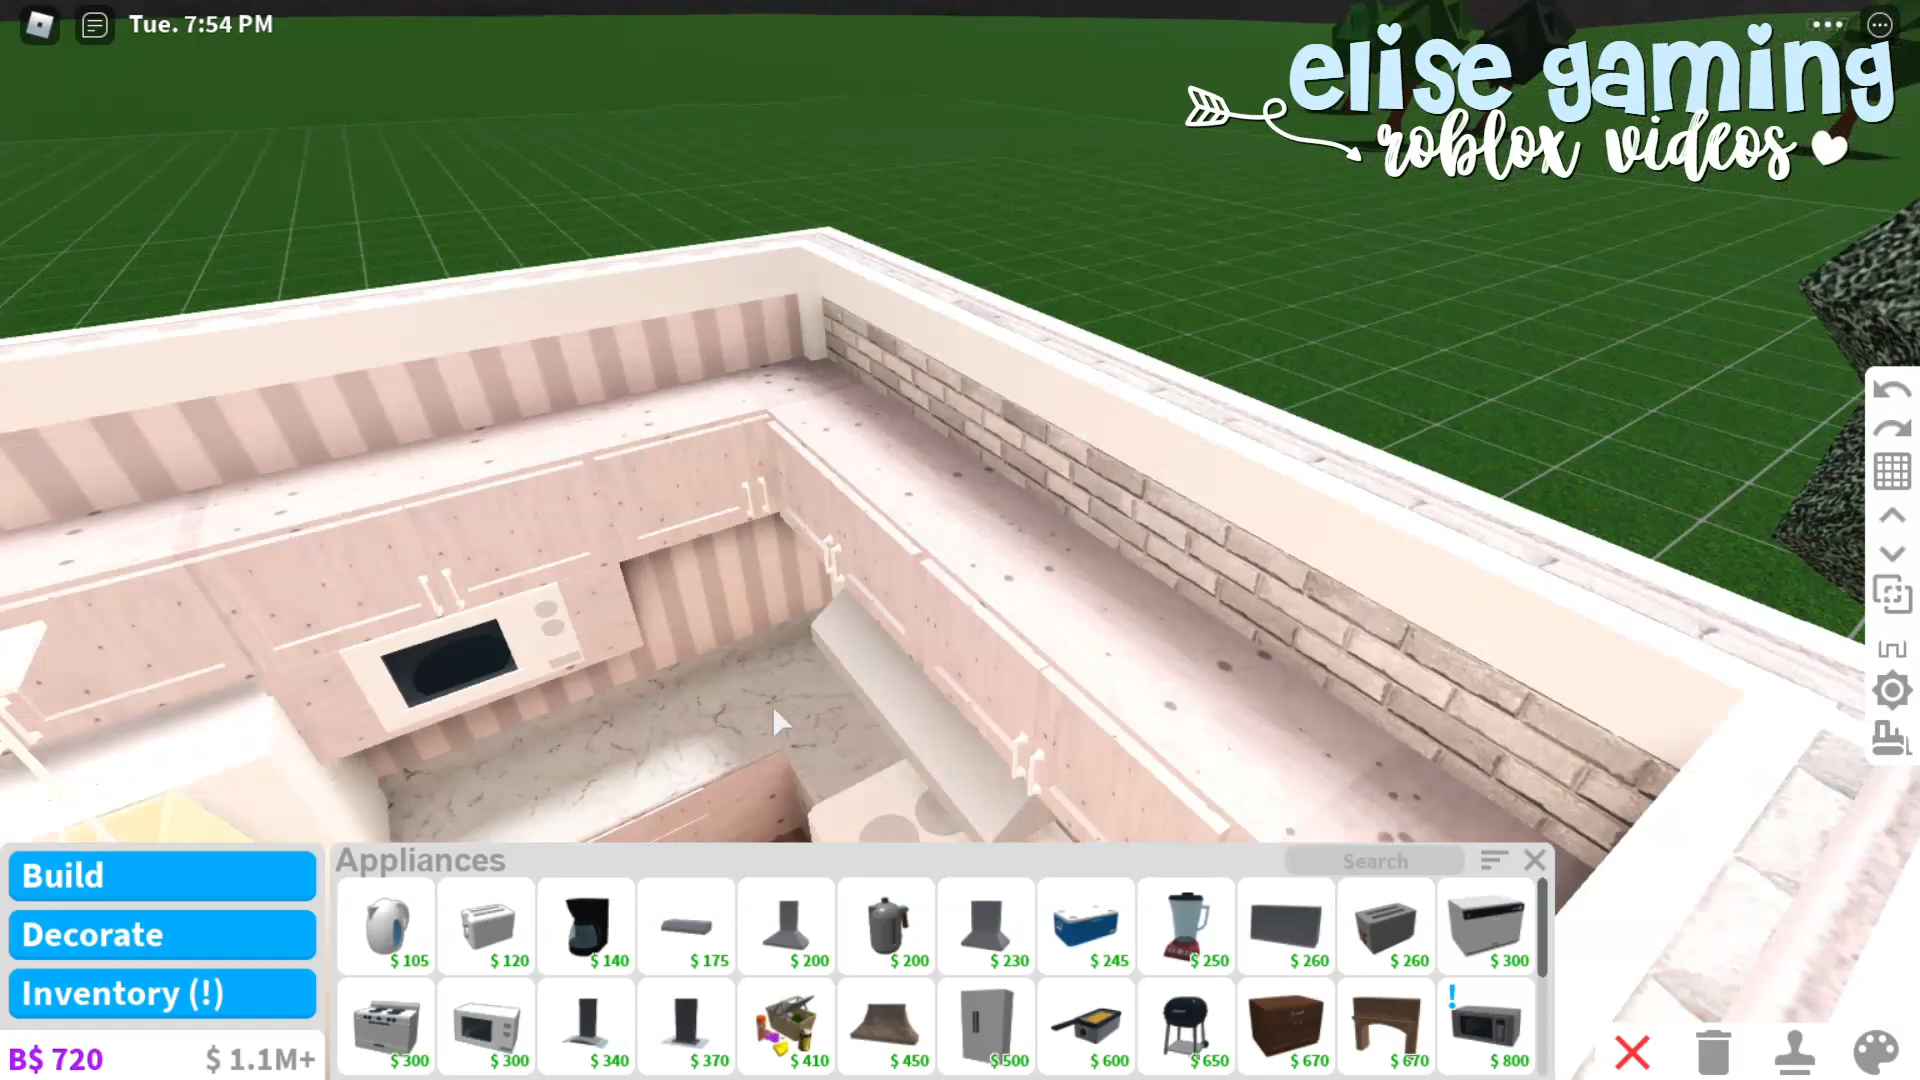 Tue. 7:54 PM
elise gaming
roblox videos
Build
Decorate
Inventory (!)
B$ 720
$ 1.1M+
Appliances
Search
$ 105
$ 120
$ 140
$ 175
$ 200
$ 200
$ 230
$ 245
$ 250
$ 260
$ 260
$ 300
$ 300
$ 300
$ 340
$ 370
$ 410
$ 450
$ 500
$ 600
$ 650
$ 670
$ 670
!
$ 800